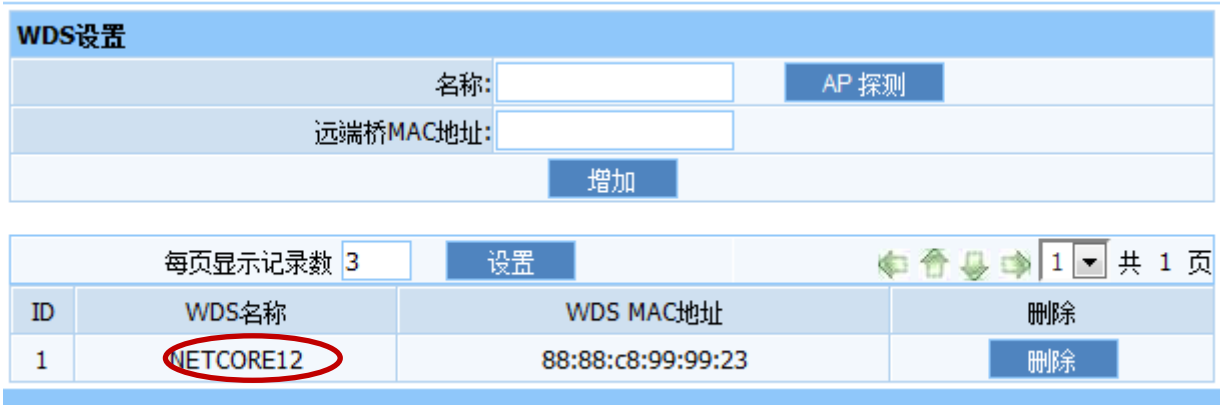 WDS设置
名称: AP 探测
远端桥MAC地址:
增加
每页显示记录数 3 设置 1 共 1 页
ID WDS名称 WDS MAC地址 删除
1 NETCORE12 88:88:c8:99:99:23 删除